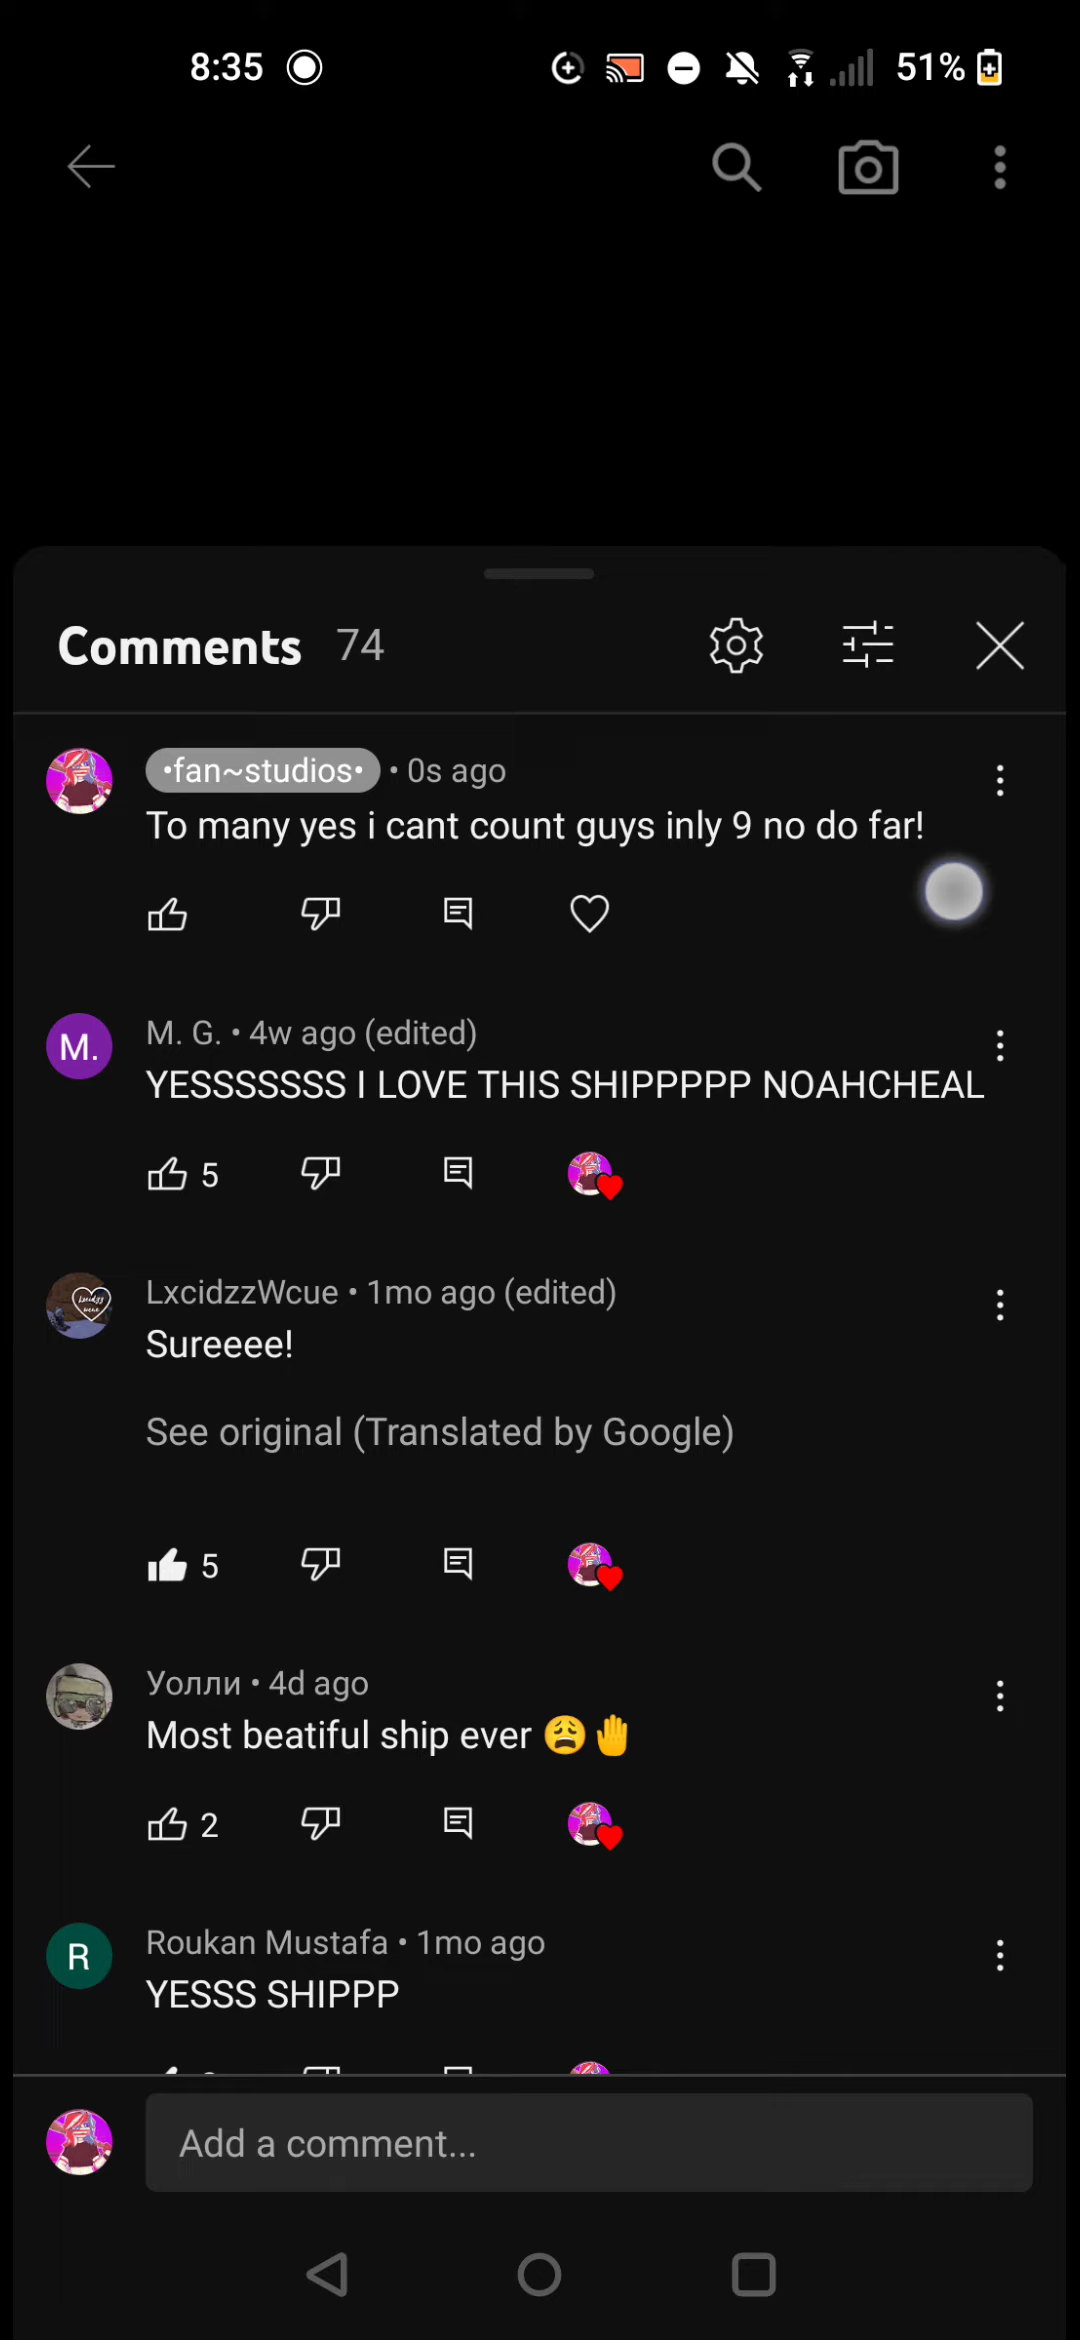 8:35
51%
Comments 74
•fan~studios• • 0s ago
To many yes i cant count guys inly 9 no do far!
M.
M. G. • 4w ago (edited)
YESSSSSSS I LOVE THIS SHIPPPPP NOAHCHEAL
5
LxcidzzWcue • 1mo ago (edited)
Sureeee!
See original (Translated by Google)
5
Уолли • 4d ago
Most beatiful ship ever 😩🤚
2
R
Roukan Mustafa • 1mo ago
YESSS SHIPPP
Add a comment...